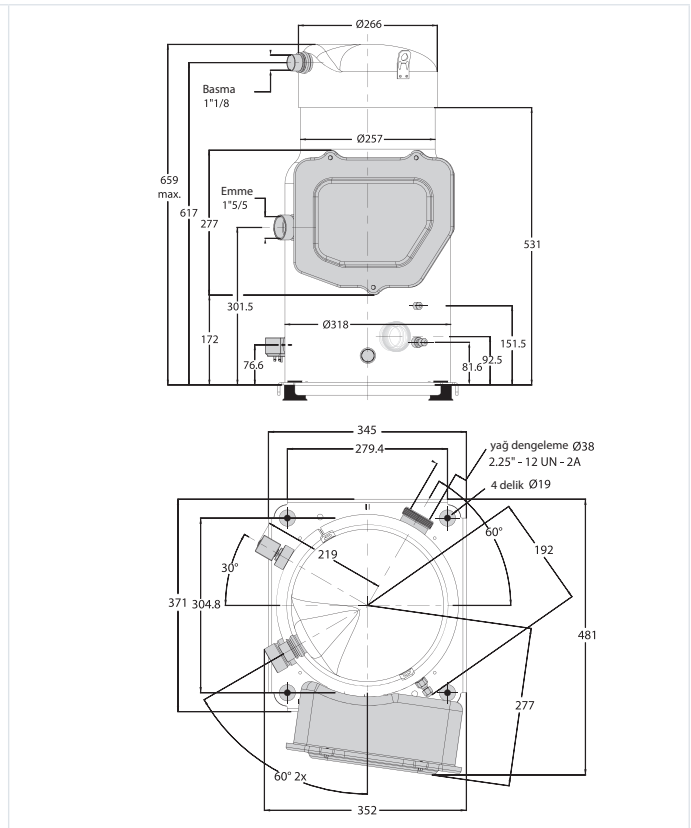 Ø266
Basma
1"1/8
Ø257
659
max.
617
277
Emme
1"5/5
531
301.5
172
Ø318
76.6
81.6
92.5
151.5
345
279.4
yağ dengeleme Ø38
2.25" - 12 UN - 2A
4 delik Ø19
60°
192
219
30°
371
304.8
481
277
60° 2x
352